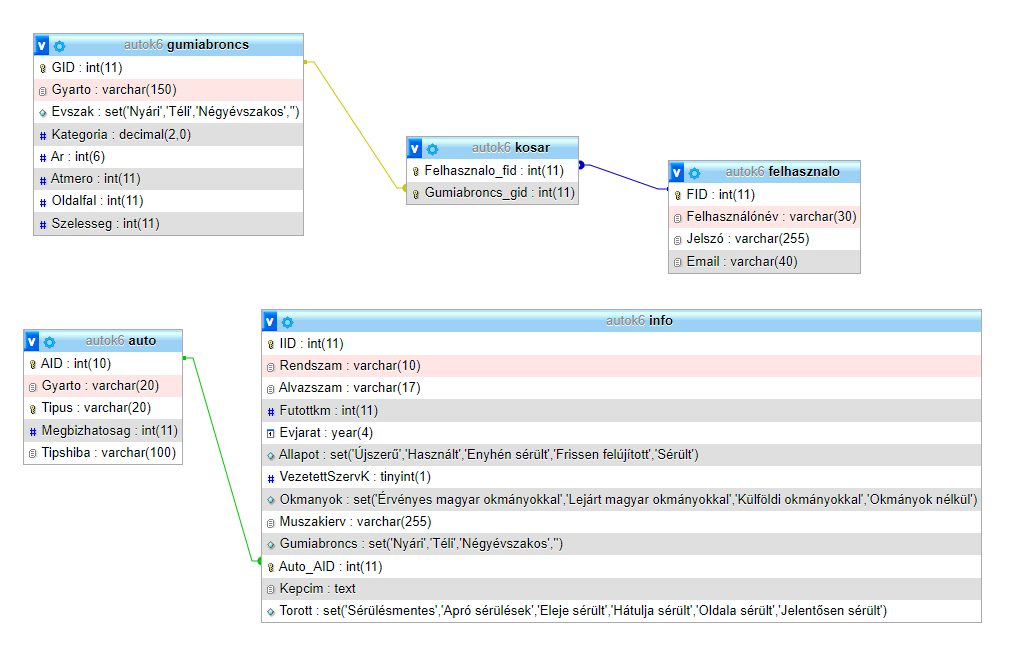 v autok6 gumiabroncs
GID : int(11)
Gyarto : varchar(150)
Evszak : set('Nyári','Téli','Négyévszakos','')
# Kategoria : decimal(2,0)
# Ar : int(6)
# Atmero : int(11)
# Oldalfal : int(11)
# Szelesseg : int(11)
v autok6 kosar
Felhasznalo_fid : int(11)
Gumiabroncs_gid : int(11)
v autok6 felhasznalo
FID : int(11)
Felhasználónév : varchar(30)
Jelszó : varchar(255)
Email : varchar(40)
v autok6 auto
AID : int(10)
Gyarto : varchar(20)
Tipus : varchar(20)
# Megbizhatosag : int(11)
Tipshiba : varchar(100)
v autok6 info
IID : int(11)
Rendszam : varchar(10)
Alvazszam : varchar(17)
# Futottkm : int(11)
Evjarat : year(4)
Allapot : set('Újszerű','Használt','Enyhén sérült','Frissen felújított','Sérült')
# VezetettSzervK : tinyint(1)
Okmanyok : set('Érvényes magyar okmányokkal','Lejárt magyar okmányokkal','Külföldi okmányokkal','Okmányok nélkül')
Muszakierv : varchar(255)
Gumiabroncs : set('Nyári','Téli','Négyévszakos','')
Auto_AID : int(11)
Kepcim : text
Torott : set('Sérülésmentes','Apró sérülések','Eleje sérült','Hátulja sérült','Oldala sérült','Jelentősen sérült')